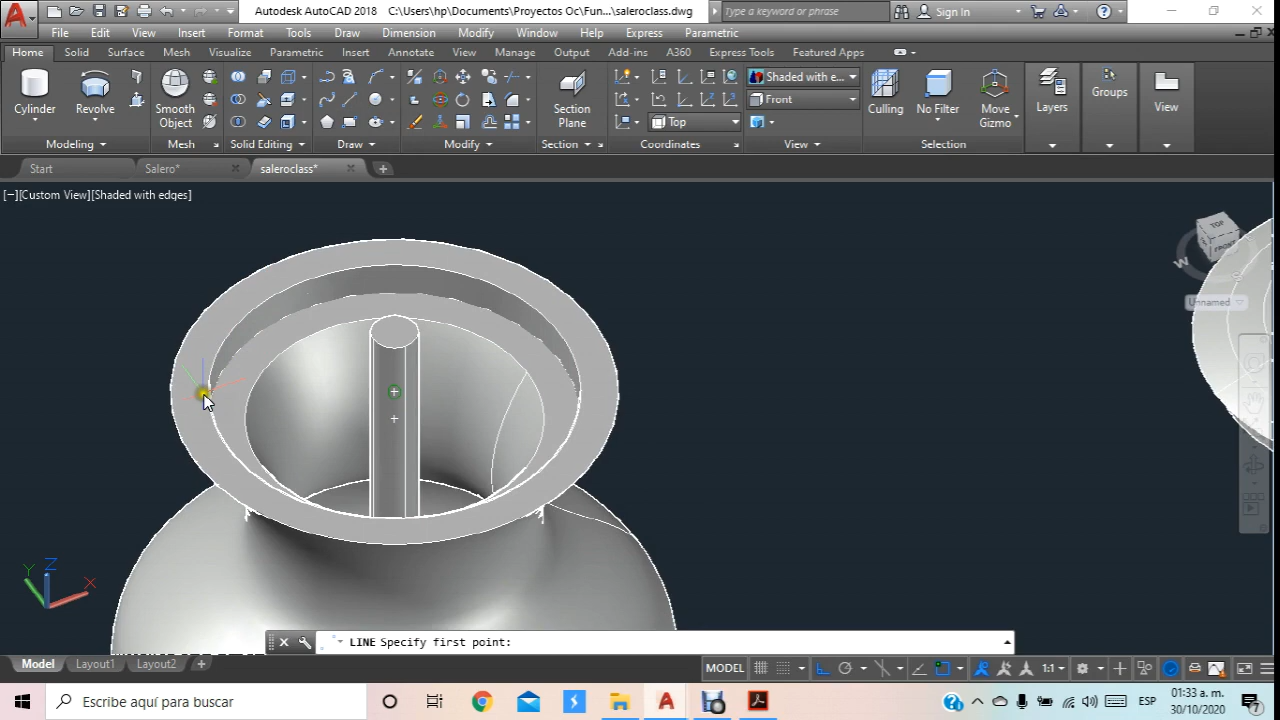 Autodesk AutoCAD 2018 C:\Users\hp\Documents\Proyectos Oc\Fun...\saleroclass.dwg Type a keyword or phrase Sign In
File Edit View Insert Format Tools Draw Dimension Modify Window Help Express Parametric
Home Solid Surface Mesh Visualize Parametric Insert Annotate View Manage Output Add-ins A360 Express Tools Featured Apps
Cylinder Revolve Smooth Object Section Plane Shaded with e... Front Top Culling No Filter Move Gizmo Layers Groups View
Modeling Mesh Solid Editing Draw Modify Section Coordinates View Selection
Start Salero* saleroclass*
[−][Custom View][Shaded with edges]
TOP
FRONT
W
Unnamed
Y Z X
LINE Specify first point:
Model Layout1 Layout2 MODEL 1:1
Escribe aquí para buscar ESP 01:33 a. m.
30/10/2020 7